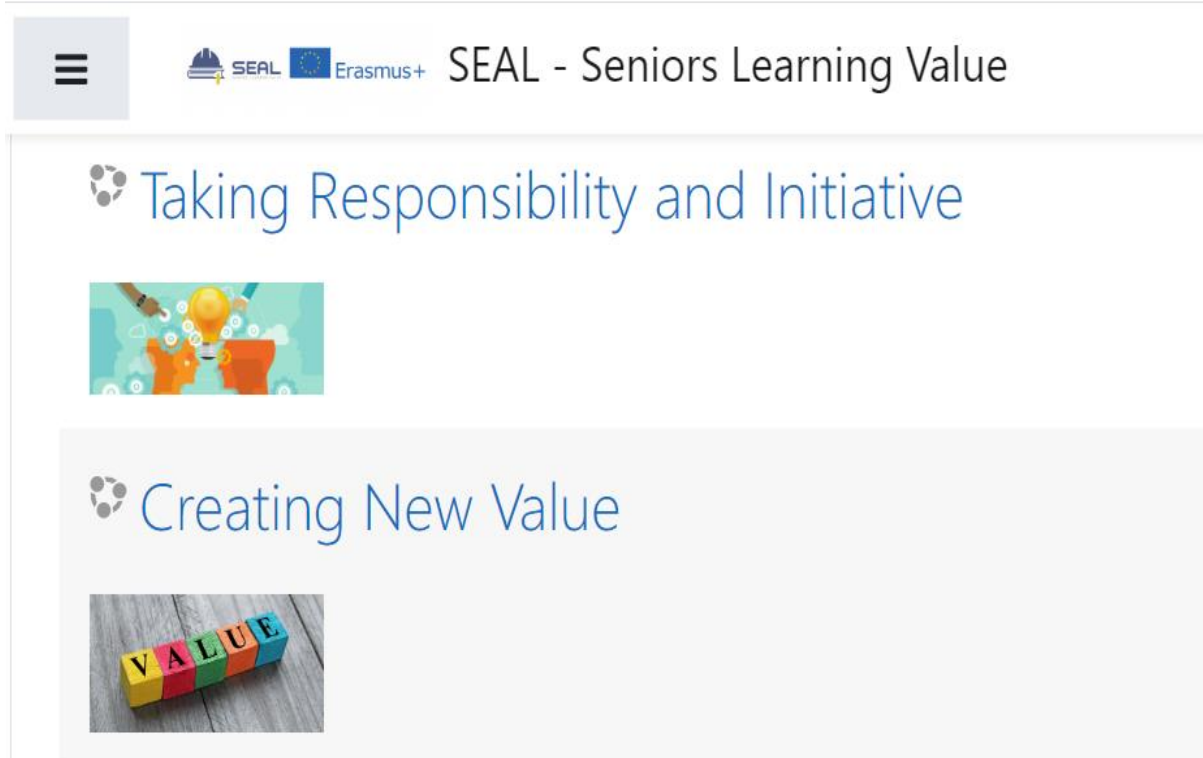 SEAL Erasmus+ SEAL - Seniors Learning Value
Taking Responsibility and Initiative
Creating New Value
VALUE